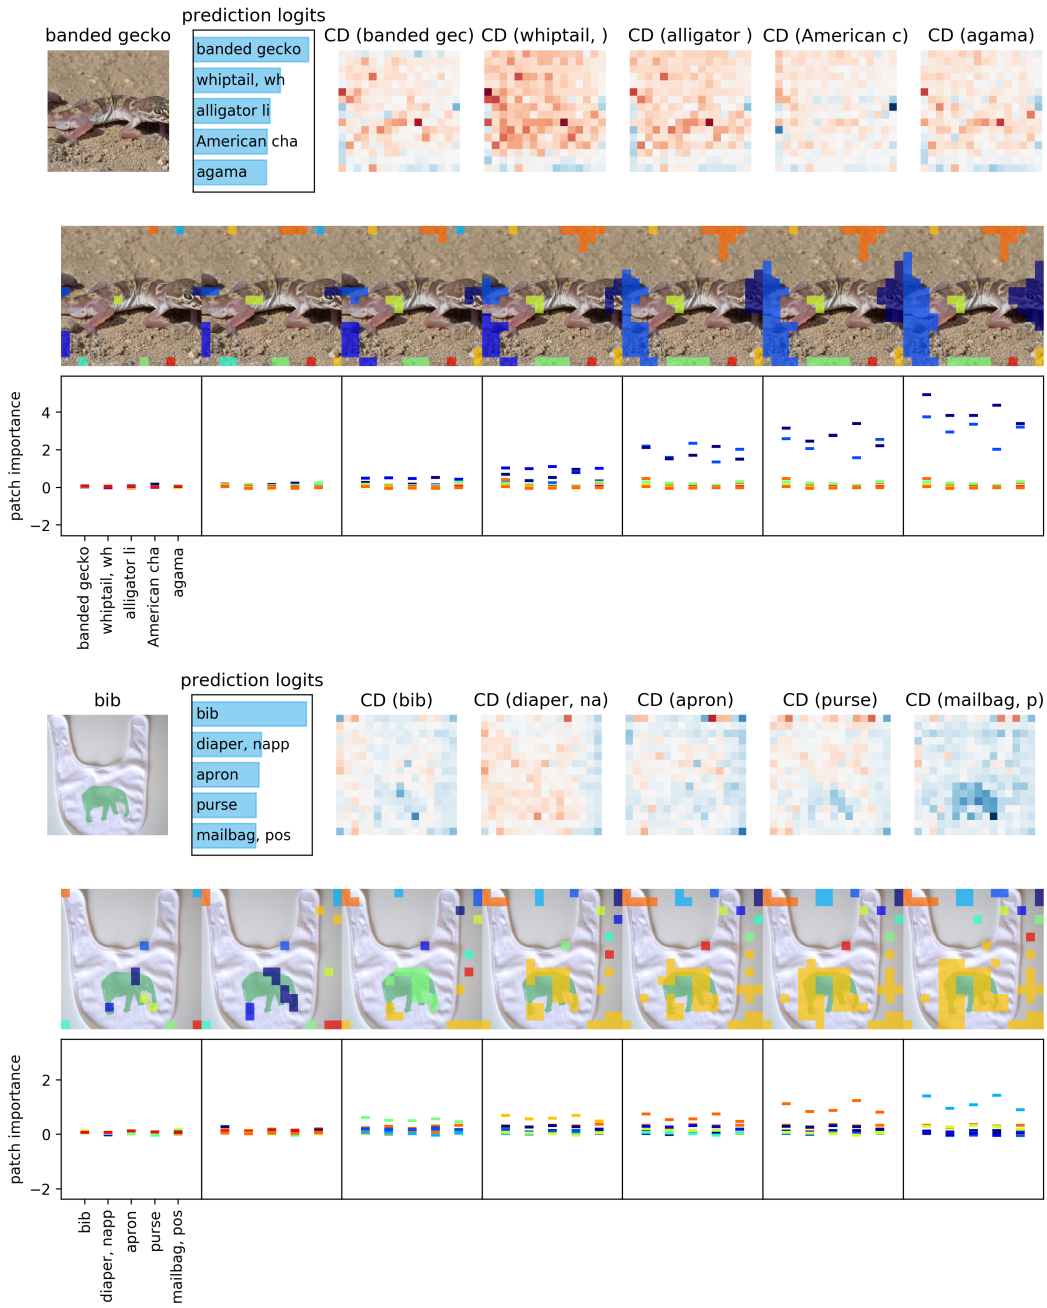 prediction logits
banded gecko
CD (banded gec)
CD (whiptail, )
CD (alligator )
CD (American c)
CD (agama)
banded gecko
whiptail, wh
alligator li
American cha
agama
patch importance
4
2
0
−2
banded gecko
whiptail, wh
alligator li
American cha
agama
prediction logits
bib
CD (bib)
CD (diaper, na)
CD (apron)
CD (purse)
CD (mailbag, p)
bib
diaper, napp
apron
purse
mailbag, pos
patch importance
2
0
−2
bib
diaper, napp
apron
purse
mailbag, pos